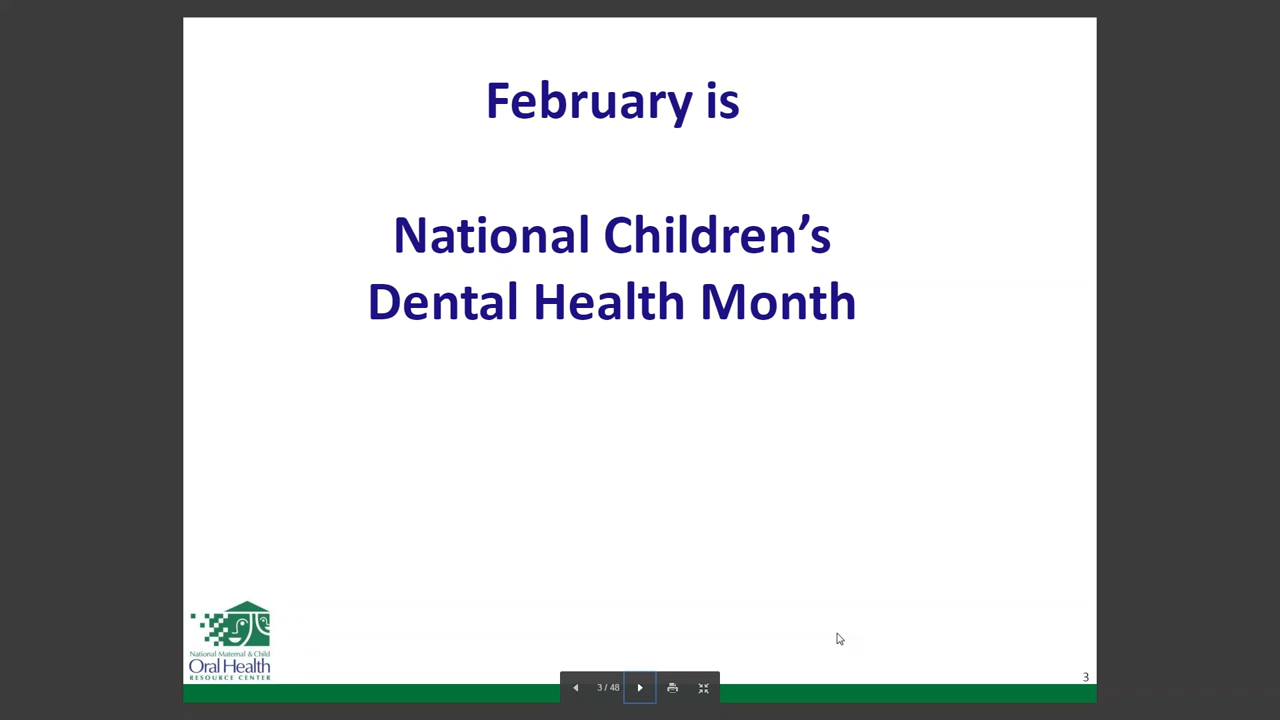 February is
National Children’s
Dental Health Month
National Maternal & Child
Oral Health
RESOURCE CENTER
3 / 48
3